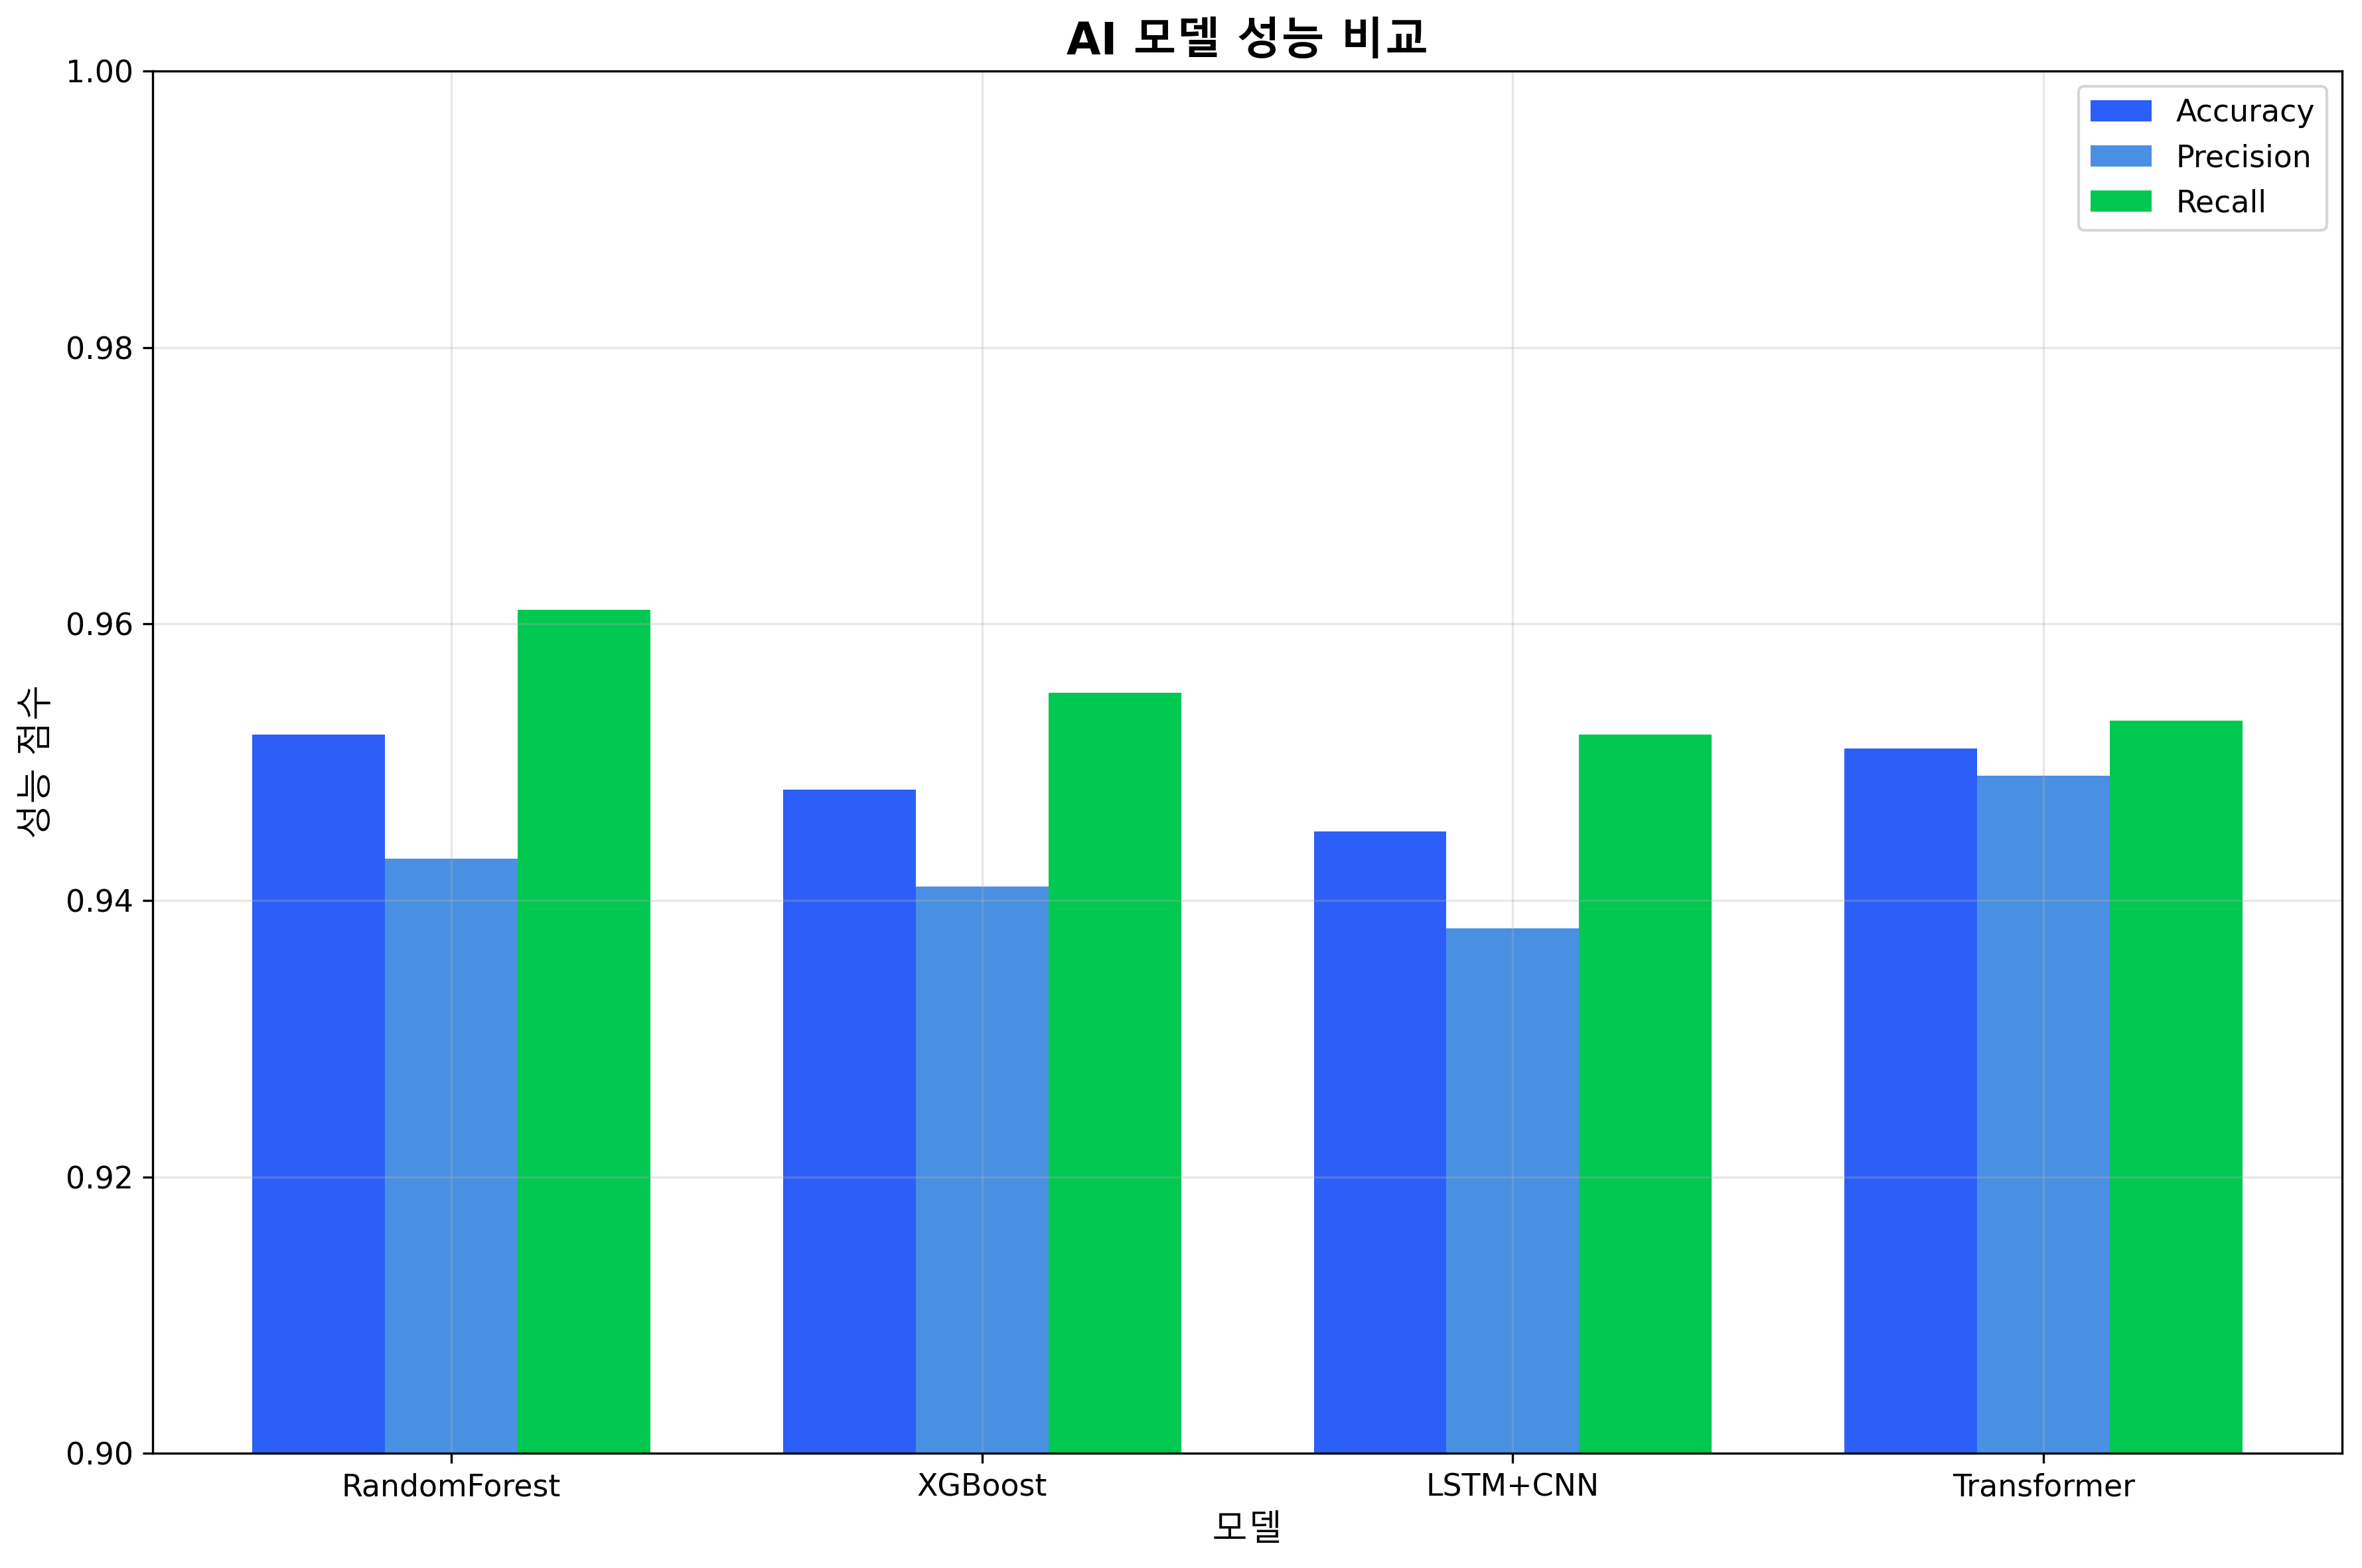 AI 모델 성능 비교
Accuracy
Precision
Recall
1.00
0.98
0.96
0.94
0.92
0.90
성능 점수
RandomForest
XGBoost
LSTM+CNN
Transformer
모델